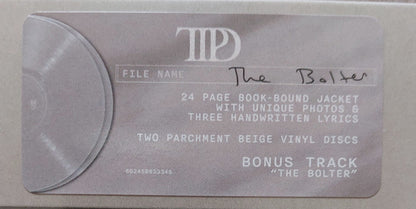 TTPD
FILE NAME The Bolter
24 PAGE BOOK-BOUND JACKET
WITH UNIQUE PHOTOS &
THREE HANDWRITTEN LYRICS
TWO PARCHMENT BEIGE VINYL DISCS
BONUS TRACK
"THE BOLTER"